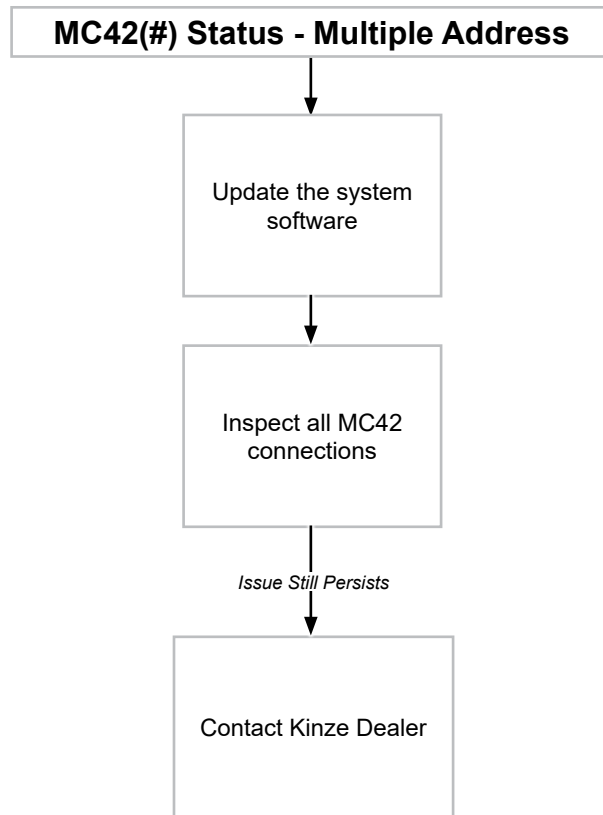 MC42(#) Status - Multiple Address
Update the system
software
Inspect all MC42
connections
Issue Still Persists
Contact Kinze Dealer